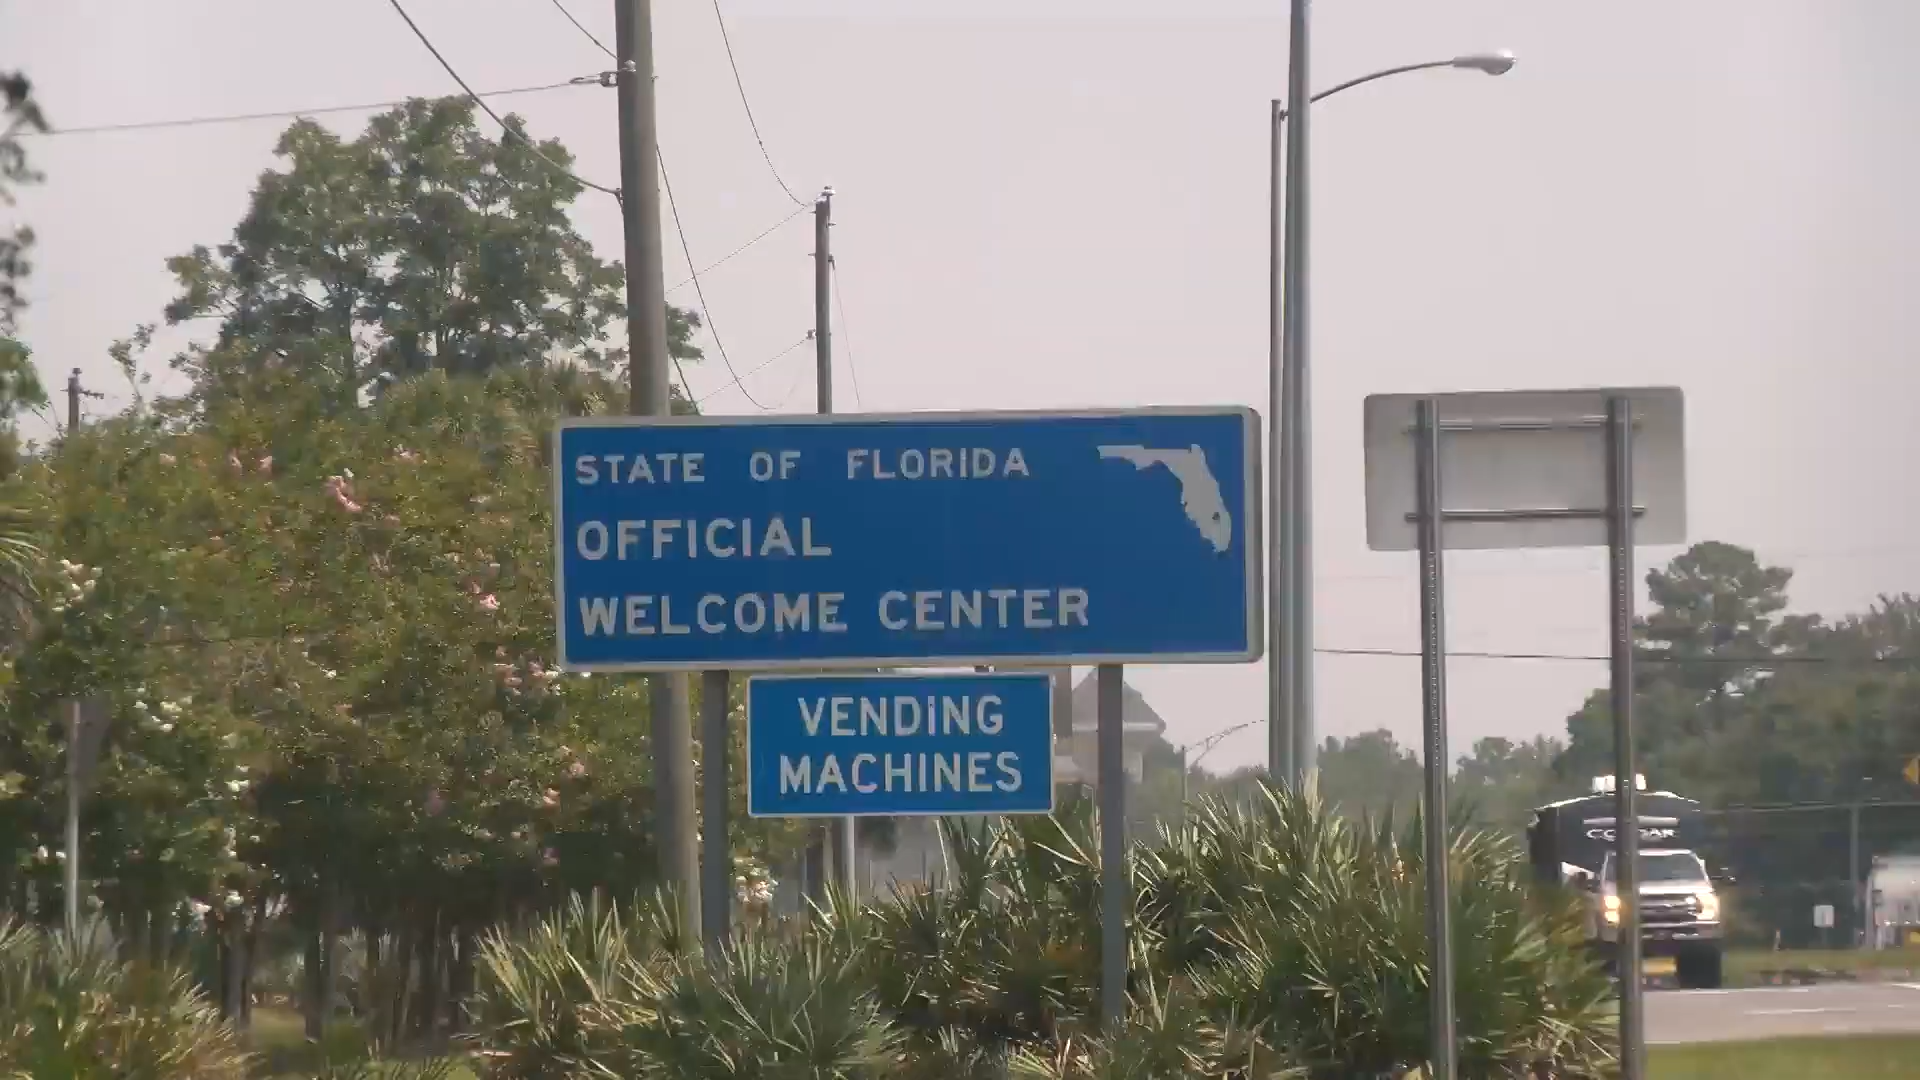 STATE OF FLORIDA
OFFICIAL
WELCOME CENTER
VENDING
MACHINES